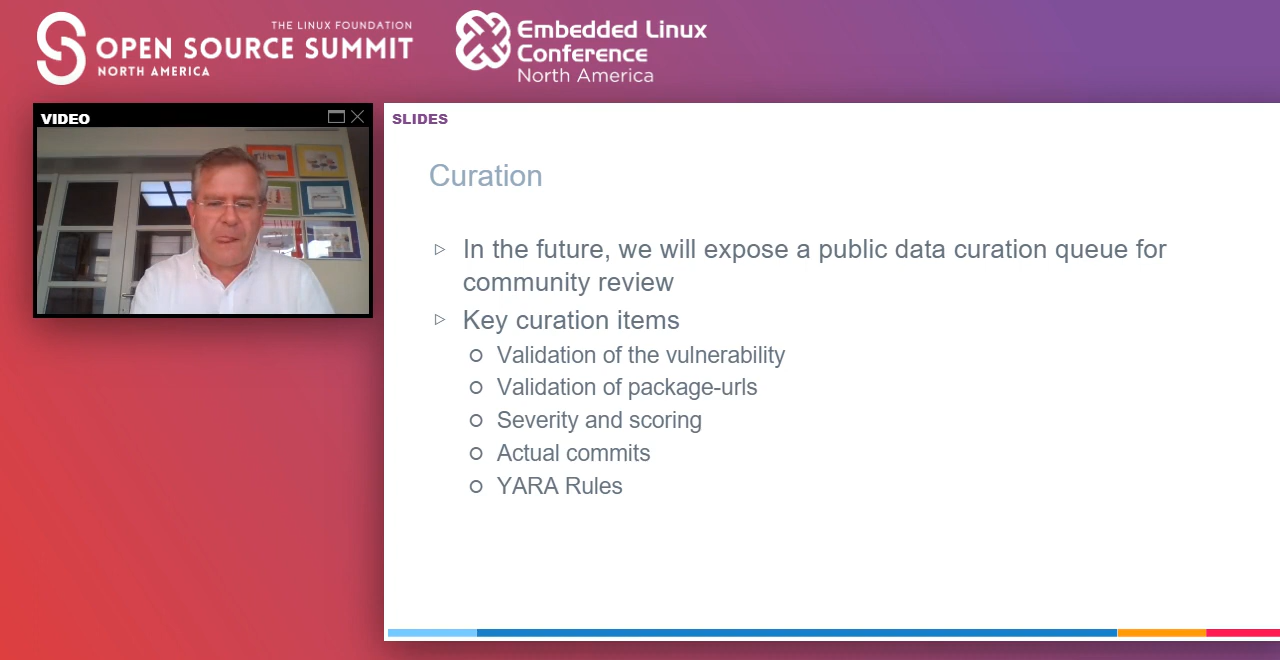 THE LINUX FOUNDATION
OPEN SOURCE SUMMIT
NORTH AMERICA
Embedded Linux
Conference
North America
VIDEO
SLIDES
Curation
In the future, we will expose a public data curation queue for
community review
Key curation items
Validation of the vulnerability
Validation of package-urls
Severity and scoring
Actual commits
YARA Rules